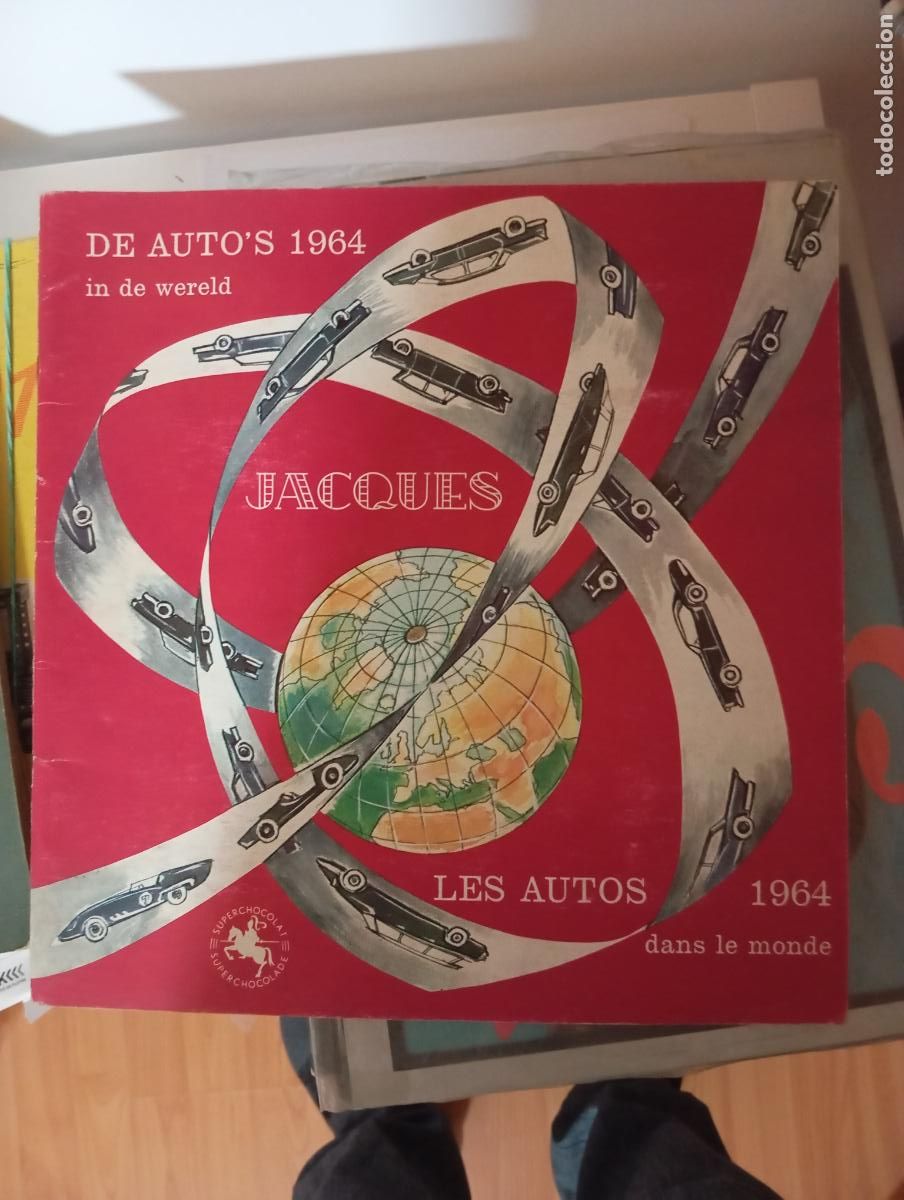 DE AUTO'S 1964
in de wereld
JACQUES
LES AUTOS 1964
dans le monde
SUPERCHOCOLAT
SUPERCHOCOLADE
todocoleccion